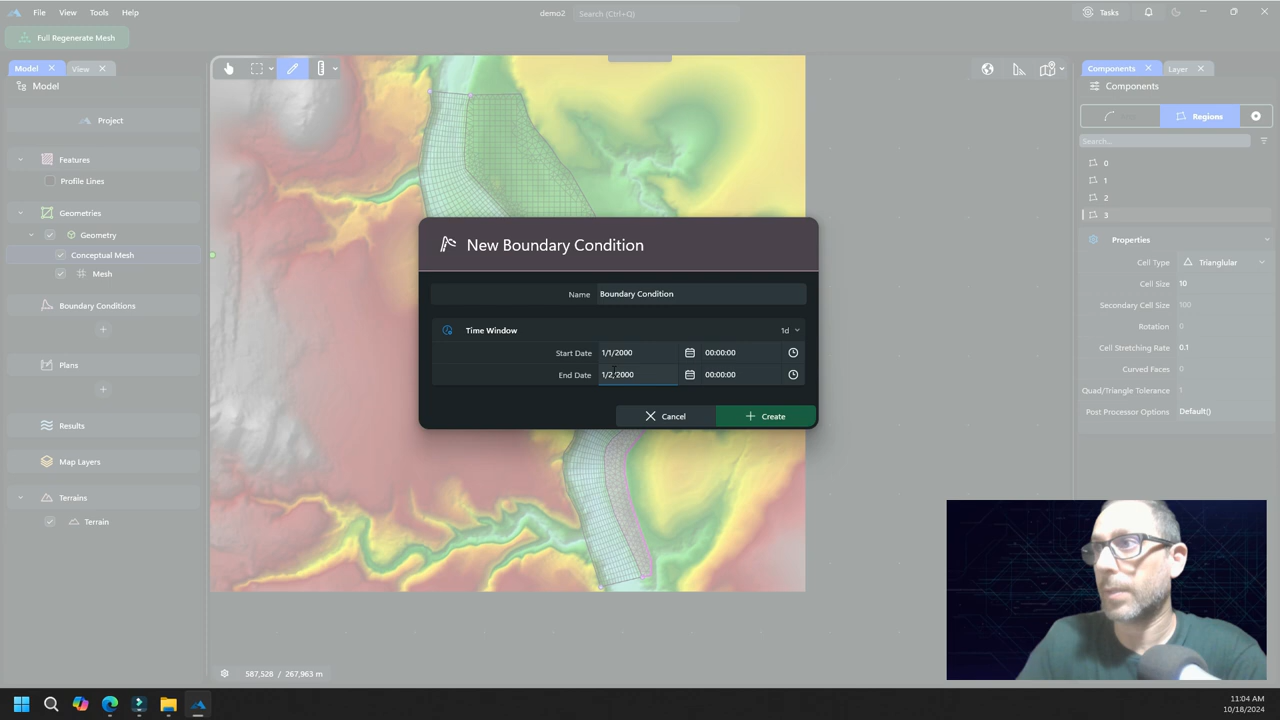 File View Tools Help
demo2 Search (Ctrl+Q)
Tasks
Full Regenerate Mesh
Model View
Model
Project
Features
Profile Lines
Geometries
Geometry
Conceptual Mesh
Mesh
Boundary Conditions
Plans
Results
Map Layers
Terrains
Terrain
New Boundary Condition
Name Boundary Condition
Time Window 1d
Start Date 1/1/2000 00:00:00
End Date 1/2/2000 00:00:00
Cancel Create
587,528 / 267,963 m
Components Layer
Components
Regions
Search...
0
1
2
3
Properties
Cell Type Trianglular
Cell Size 10
Secondary Cell Size 100
Rotation 0
Cell Stretching Rate 0.1
Curved Faces 0
Quad/Triangle Tolerance 1
Post Processor Options Default()
11:04 AM
10/18/2024